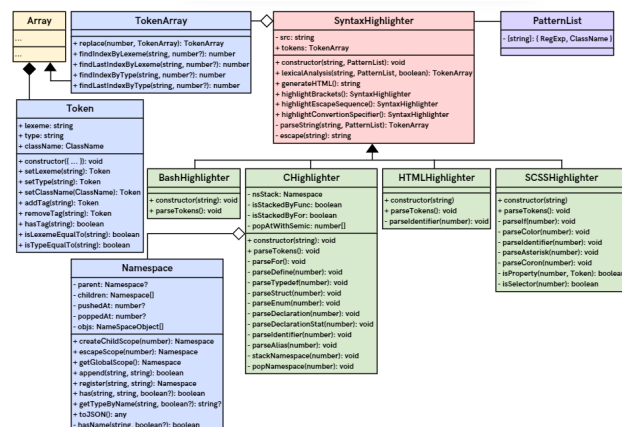 Array
...
...
TokenArray
+ replace(number, TokenArray): TokenArray
+ findIndexByLexeme(string, number?): number
+ findLastIndexByLexeme(string, number?): number
+ findIndexByType(string, number?): number
+ findLastIndexByType(string, number?): number
SyntaxHighlighter
- src: string
+ tokens: TokenArray
+ constructor(string, PatternList): void
+ lexicalAnalysis(string, PatternList, boolean): TokenArray
+ generateHTML(): string
+ highlightBrackets(): SyntaxHighlighter
+ highlightEscapeSequence(): SyntaxHighlighter
+ highlightConvertionSpecifier(): SyntaxHighlighter
- parseString(string, PatternList): TokenArray
- escape(string): string
PatternList
- [string]: { RegExp, ClassName }
Token
+ lexeme: string
+ type: string
+ className: ClassName
+ constructor({ ... }): void
+ setLexeme(string): Token
+ setType(string): Token
+ setClassName(ClassName): Token
+ addTag(string): Token
+ removeTag(string): Token
+ hasTag(string): boolean
+ isLexemeEqualTo(string): boolean
+ isTypeEqualTo(string): boolean
BashHighlighter
+ constructor(string): void
+ parseTokens(): void
CHighlighter
- nsStack: Namespace
- isStackedByFunc: boolean
- isStackedByFor: boolean
- popAtWithSemic: number[]
+ constructor(string): void
+ parseTokens(): void
- parseFor(): void
- parseDefine(number): void
- parseTypedef(number): void
- parseStruct(number): void
- parseEnum(number): void
- parseDeclaration(number): void
- parseDeclarationStat(number): void
- parseIdentifier(number): void
- parseAlias(number): void
- stackNamespace(number): void
- popNamespace(number): void
HTMLHighlighter
+ constructor(string)
+ parseTokens(): void
- parseIdentifier(number): void
SCSSHighlighter
+ constructor(string)
+ parseTokens(): void
- parseIf(number): void
- parseColor(number): void
- parseIdentifier(number): void
- parseAsterisk(number): void
- parseCoron(number): void
- isProperty(number, Token): boolean
- isSelector(number): boolean
Namespace
- parent: Namespace?
- children: Namespace[]
- pushedAt: number?
- poppedAt: number?
- objs: NameSpaceObject[]
+ createChildScope(number): Namespace
+ escapeScope(number): Namespace
+ getGlobalScope(): Namespace
+ append(string, string): boolean
+ register(string, string): Namespace
+ has(string, string, boolean?): boolean
+ getTypeByName(string, boolean?): string?
+ toJSON(): any
- hasName(string, boolean?): boolean